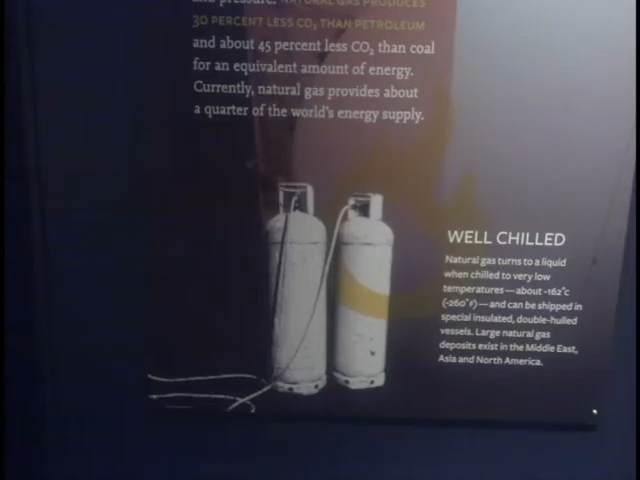 and pressure. NATURAL GAS PRODUCES
30 PERCENT LESS CO₂ THAN PETROLEUM
and about 45 percent less CO₂ than coal
for an equivalent amount of energy.
Currently, natural gas provides about
a quarter of the world's energy supply.
WELL CHILLED
Natural gas turns to a liquid
when chilled to very low
temperatures—about -162°C
(-260°F)—and can be shipped in
special insulated, double-hulled
vessels. Large natural gas
deposits exist in the Middle East,
Asia and North America.